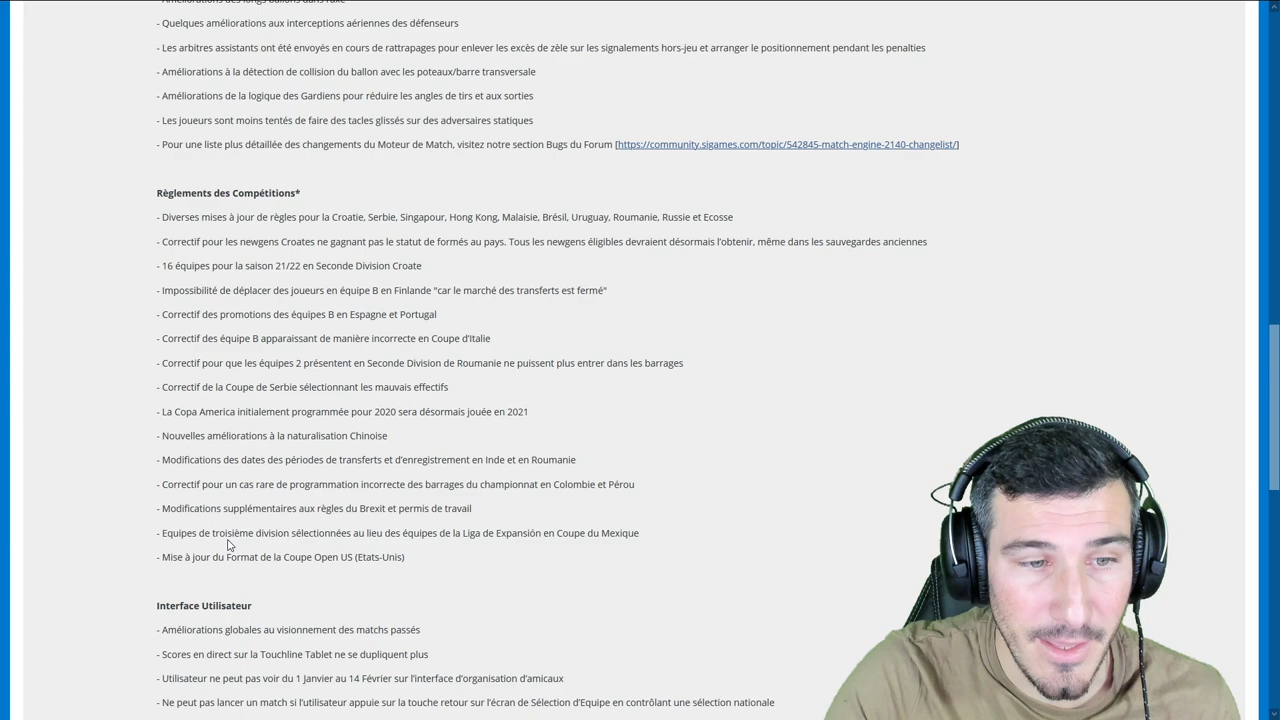 - Améliorations des longs ballons dans l'axe
- Quelques améliorations aux interceptions aériennes des défenseurs
- Les arbitres assistants ont été envoyés en cours de rattrapages pour enlever les excès de zèle sur les signalements hors-jeu et arranger le positionnement pendant les penalties
- Améliorations à la détection de collision du ballon avec les poteaux/barre transversale
- Améliorations de la logique des Gardiens pour réduire les angles de tirs et aux sorties
- Les joueurs sont moins tentés de faire des tacles glissés sur des adversaires statiques
- Pour une liste plus détaillée des changements du Moteur de Match, visitez notre section Bugs du Forum [https://community.sigames.com/topic/542845-match-engine-2140-changelist/]
Règlements des Compétitions*
- Diverses mises à jour de règles pour la Croatie, Serbie, Singapour, Hong Kong, Malaisie, Brésil, Uruguay, Roumanie, Russie et Ecosse
- Correctif pour les newgens Croates ne gagnant pas le statut de formés au pays. Tous les newgens éligibles devraient désormais l'obtenir, même dans les sauvegardes anciennes
- 16 équipes pour la saison 21/22 en Seconde Division Croate
- Impossibilité de déplacer des joueurs en équipe B en Finlande "car le marché des transferts est fermé"
- Correctif des promotions des équipes B en Espagne et Portugal
- Correctif des équipe B apparaissant de manière incorrecte en Coupe d'Italie
- Correctif pour que les équipes 2 présentent en Seconde Division de Roumanie ne puissent plus entrer dans les barrages
- Correctif de la Coupe de Serbie sélectionnant les mauvais effectifs
- La Copa America initialement programmée pour 2020 sera désormais jouée en 2021
- Nouvelles améliorations à la naturalisation Chinoise
- Modifications des dates des périodes de transferts et d'enregistrement en Inde et en Roumanie
- Correctif pour un cas rare de programmation incorrecte des barrages du championnat en Colombie et Pérou
- Modifications supplémentaires aux règles du Brexit et permis de travail
- Equipes de troisième division sélectionnées au lieu des équipes de la Liga de Expansión en Coupe du Mexique
- Mise à jour du Format de la Coupe Open US (Etats-Unis)
Interface Utilisateur
- Améliorations globales au visionnement des matchs passés
- Scores en direct sur la Touchline Tablet ne se dupliquent plus
- Utilisateur ne peut pas voir du 1 Janvier au 14 Février sur l'interface d'organisation d'amicaux
- Ne peut pas lancer un match si l'utilisateur appuie sur la touche retour sur l'écran de Sélection d'Equipe en contrôlant une sélection nationale